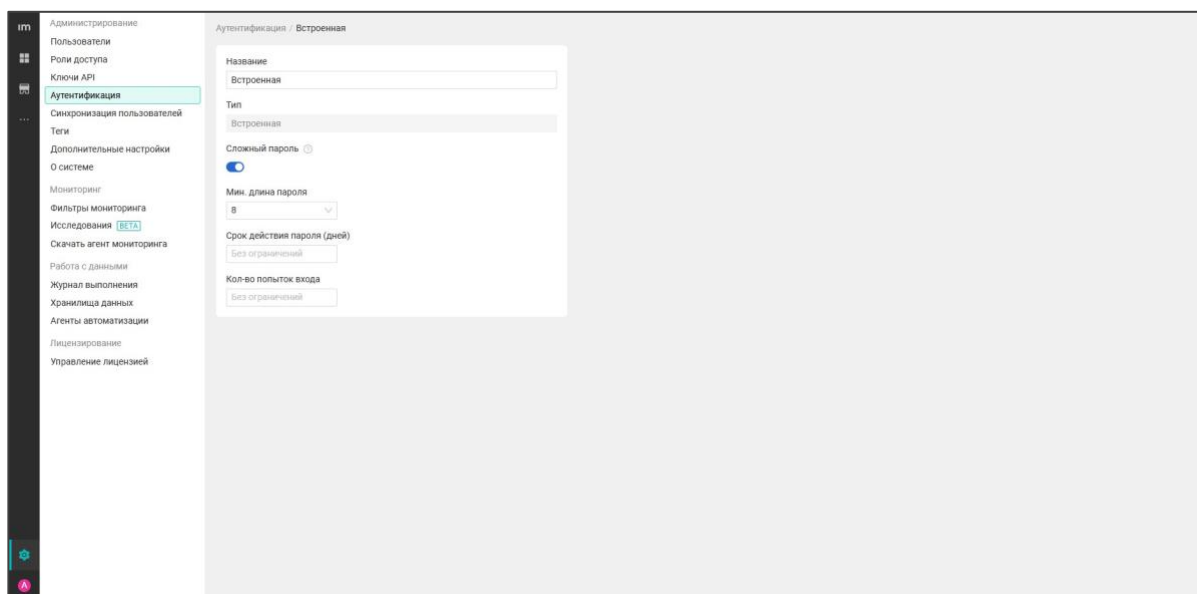 im
Администрирование
Пользователи
Роли доступа
Ключи API
Аутентификация
Синхронизация пользователей
Теги
Дополнительные настройки
О системе
Мониторинг
Фильтры мониторинга
Исследования BETA
Скачать агент мониторинга
Работа с данными
Журнал выполнения
Хранилища данных
Агенты автоматизации
Лицензирование
Управление лицензией
A
Аутентификация / Встроенная
Название
Встроенная
Тип
Встроенная
Сложный пароль ?
Мин. длина пароля
8
Срок действия пароля (дней)
Без ограничений
Кол-во попыток входа
Без ограничений